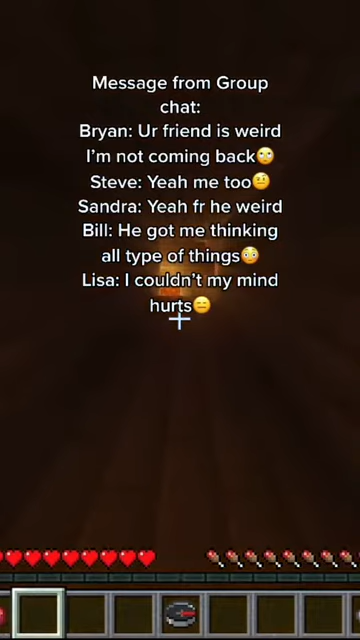 Message from Group
chat:
Bryan: Ur friend is weird
I’m not coming back🙄
Steve: Yeah me too🤨
Sandra: Yeah fr he weird
Bill: He got me thinking
all type of things😳
Lisa: I couldn’t my mind
hurts😑